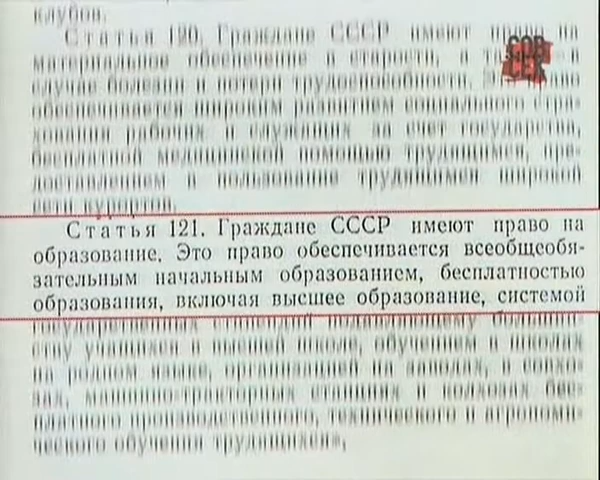 клубов.
Статья 120. Граждане СССР имеют право на
материальное обеспечение в старости, а
случае болезни и потери трудоспособности.
обеспечивается широким развитием социального стра-
хования рабочих и служащих за счет государства,
бесплатной медицинской помощью трудящимся, пре-
доставлением в пользование трудящимся широкой
сети курортов.
Статья 121. Граждане СССР имеют право на
образование. Это право обеспечивается всеобщеобя-
зательным начальным образованием, бесплатностью
образования, включая высшее образование, системой
государственных стипендий подавляющему большин-
ству учащихся в высшей школе, обучением в школах
на родном языке, организацией на заводах, в совхо-
зах, машинно-тракторных станциях и колхозах бес-
платного производственного, технического и агрономи-
ческого обучения трудящихся»,